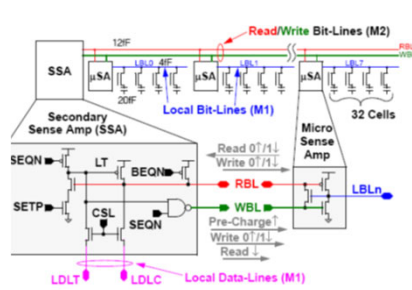 Read/Write Bit-Lines (M2)
12fF
RBL
WB
SSA
LBL0
4fF
LBL1
LBL7
μSA
μSA
μSA
20fF
Local Bit-Lines (M1)
32 Cells
Secondary
Sense Amp (SSA)
Micro
Sense
Amp
SEQN
LT
BEQN
Read 0↑/1↓
Write 0↑/1↓
RBL
LBLn
SETP
CSL
SEQN
WBL
Pre-Charge↑
Write 0↑/1↓
Read ↓
LDLT
LDLC
Local Data-Lines (M1)